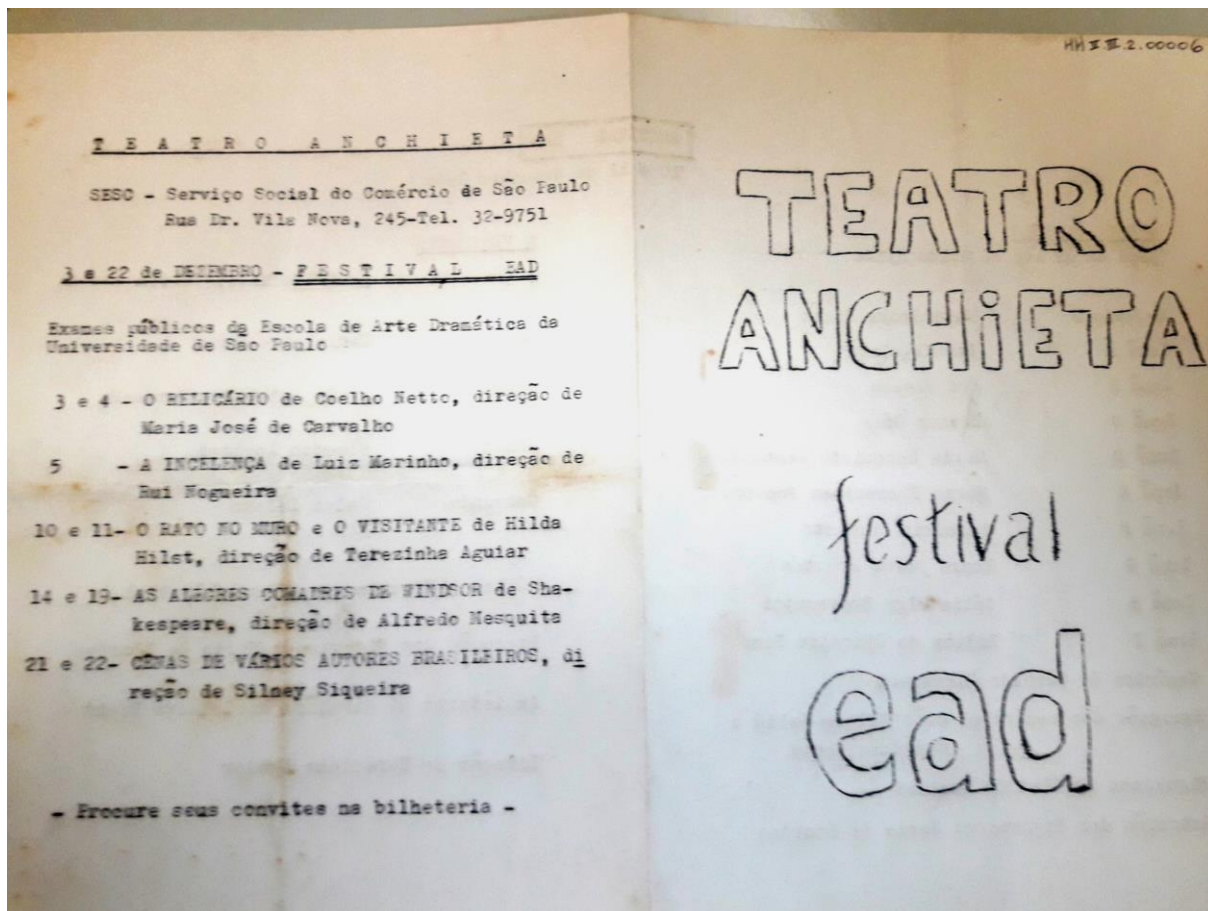 T E A T R O   A N C H I E T A
SESC - Serviço Social do Comércio de São Paulo
Rua Dr. Vila Nova, 245-Tel. 32-9751
3 a 22 de DEZEMBRO - F E S T I V A L   EAD
Exames públicos da Escola de Arte Dramática da
Universidade de Sao Paulo
3 e 4 - O RELICÁRIO de Coelho Netto, direção de
Maria José de Carvalho
5 - A INCELENÇA de Luiz Marinho, direção de
Rui Nogueira
10 e 11- O RATO NO MURO e O VISITANTE de Hilda
Hilst, direção de Terezinha Aguiar
14 e 19- AS ALEGRES COMADRES DE WINDSOR de Sha-
kespeare, direção de Alfredo Mesquita
21 e 22- CENAS DE VÁRIOS AUTORES BRASILEIROS, di
reção de Silney Siqueira
- Procure seus convites na bilheteria -
HH II III.2.00006
TEATRO
ANCHiETA
festival
ead